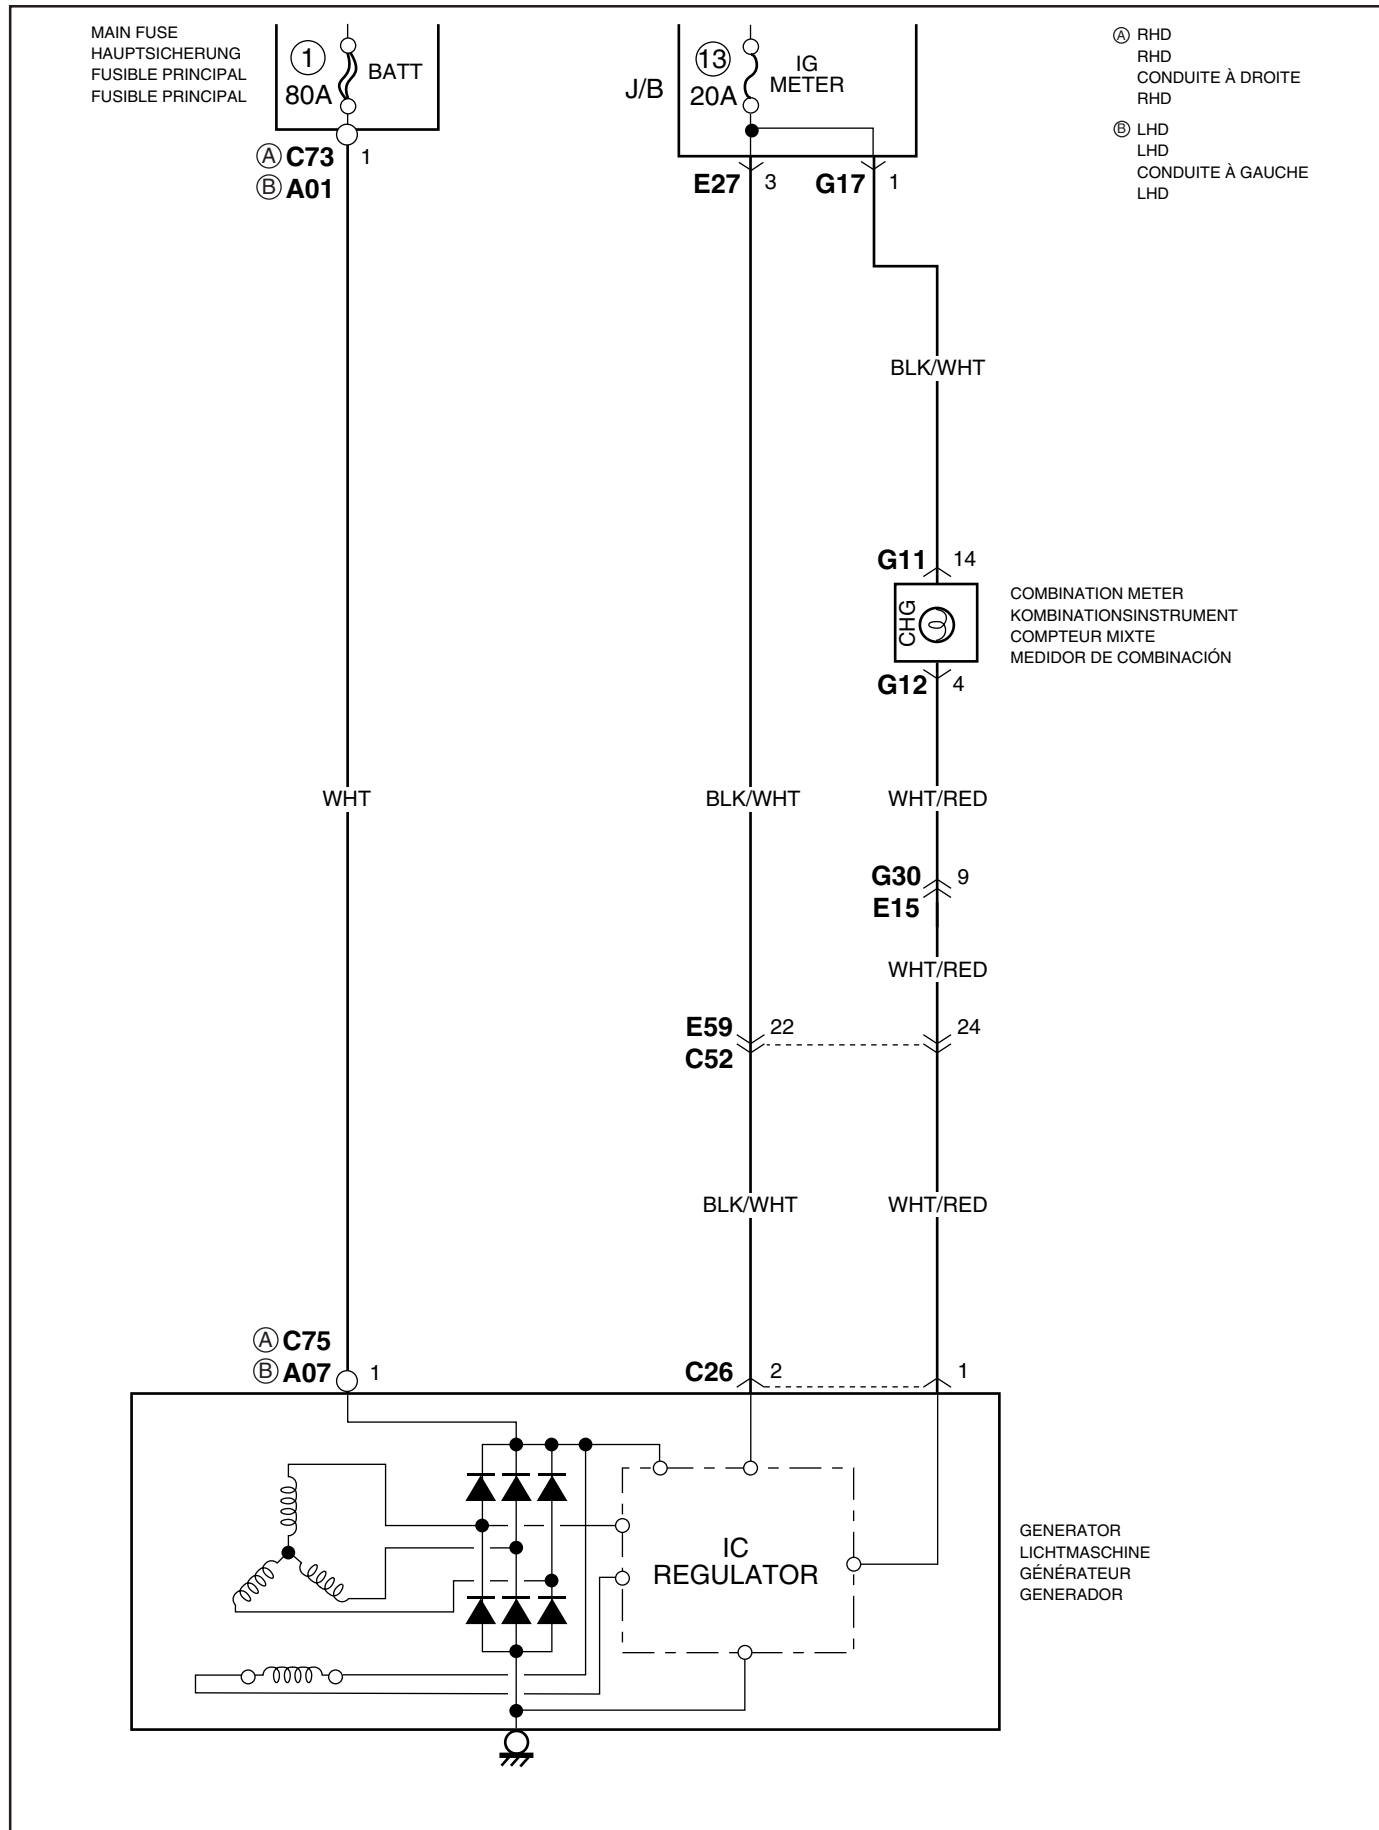 MAIN FUSE
HAUPTSICHERUNG
FUSIBLE PRINCIPAL
FUSIBLE PRINCIPAL
1
80A
BATT
J/B
13
20A
IG
METER
A RHD
RHD
CONDUITE À DROITE
RHD
B LHD
LHD
CONDUITE À GAUCHE
LHD
A C73 1
B A01
E27 3
G17 1
BLK/WHT
G11 14
CHG
COMBINATION METER
KOMBINATIONSINSTRUMENT
COMPTEUR MIXTE
MEDIDOR DE COMBINACIÓN
G12 4
WHT
BLK/WHT
WHT/RED
G30 9
E15
WHT/RED
E59 22
24
C52
BLK/WHT
WHT/RED
A C75
B A07 1
C26 2
1
IC
REGULATOR
GENERATOR
LICHTMASCHINE
GÉNÉRATEUR
GENERADOR